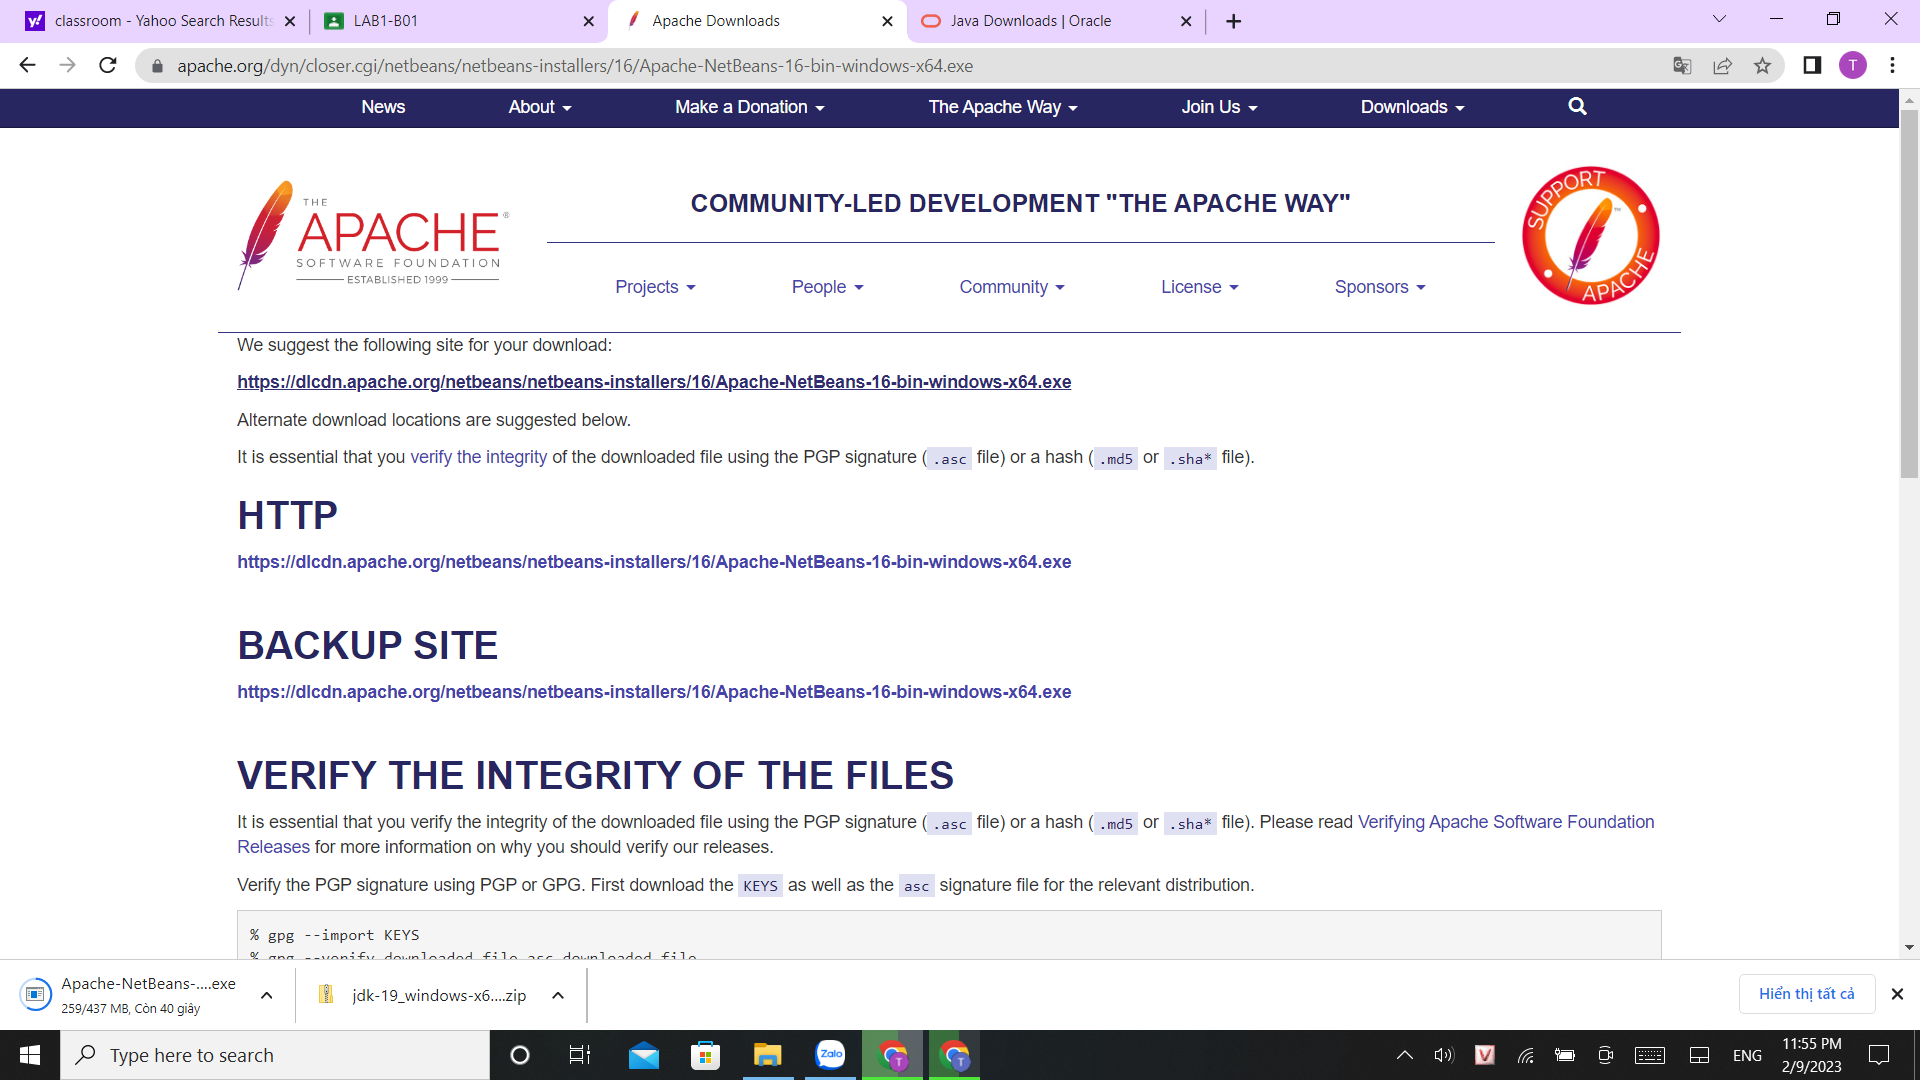 classroom - Yahoo Search Results
LAB1-B01
Apache Downloads
Java Downloads | Oracle
apache.org/dyn/closer.cgi/netbeans/netbeans-installers/16/Apache-NetBeans-16-bin-windows-x64.exe
T
News
About
Make a Donation
The Apache Way
Join Us
Downloads
THE
APACHE®
SOFTWARE FOUNDATION
ESTABLISHED 1999
COMMUNITY-LED DEVELOPMENT "THE APACHE WAY"
SUPPORT
APACHE
Projects
People
Community
License
Sponsors
We suggest the following site for your download:
https://dlcdn.apache.org/netbeans/netbeans-installers/16/Apache-NetBeans-16-bin-windows-x64.exe
Alternate download locations are suggested below.
It is essential that you verify the integrity of the downloaded file using the PGP signature ( .asc file) or a hash ( .md5 or .sha* file).
HTTP
https://dlcdn.apache.org/netbeans/netbeans-installers/16/Apache-NetBeans-16-bin-windows-x64.exe
BACKUP SITE
https://dlcdn.apache.org/netbeans/netbeans-installers/16/Apache-NetBeans-16-bin-windows-x64.exe
VERIFY THE INTEGRITY OF THE FILES
It is essential that you verify the integrity of the downloaded file using the PGP signature ( .asc file) or a hash ( .md5 or .sha* file). Please read Verifying Apache Software Foundation
Releases for more information on why you should verify our releases.
Verify the PGP signature using PGP or GPG. First download the KEYS as well as the asc signature file for the relevant distribution.
% gpg --import KEYS
% gpg --verify downloaded_file.asc downloaded_file
Apache-NetBeans-....exe
259/437 MB, Còn 40 giây
jdk-19_windows-x6....zip
Hiển thị tất cả
Type here to search
Zalo
T
T
V
ENG
11:55 PM
2/9/2023